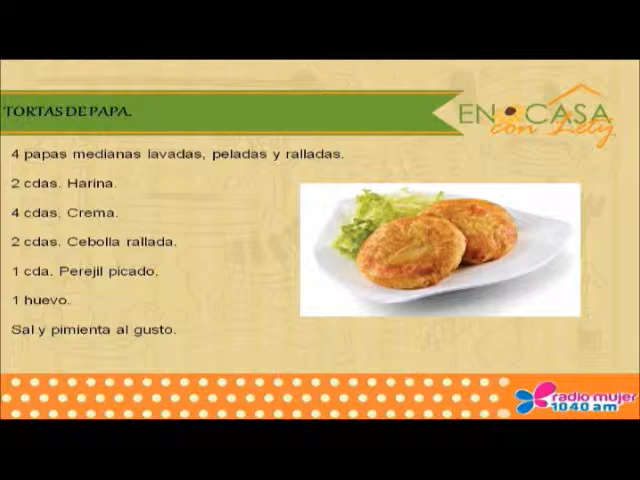 TORTAS DE PAPA.
EN CASA
con Lety
4 papas medianas lavadas, peladas y ralladas.
2 cdas. Harina.
4 cdas. Crema.
2 cdas. Cebolla rallada.
1 cda. Perejil picado.
1 huevo.
Sal y pimienta al gusto.
radio mujer
1040 am